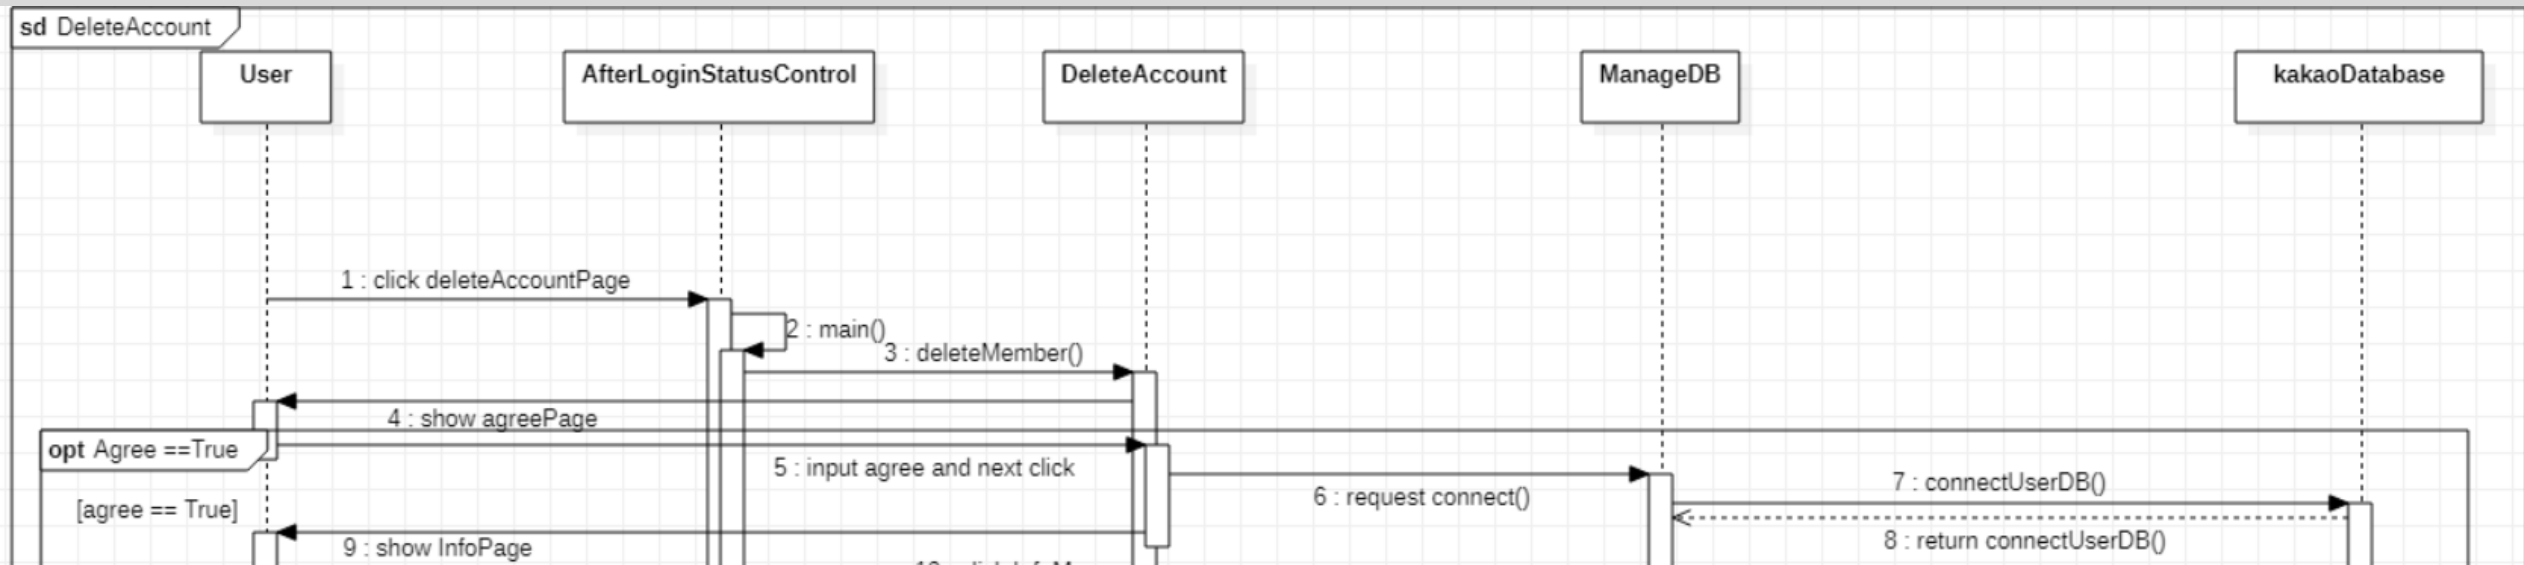 sd DeleteAccount
User
AfterLoginStatusControl
DeleteAccount
ManageDB
kakaoDatabase
1 : click deleteAccountPage
2 : main()
3 : deleteMember()
4 : show agreePage
opt Agree ==True
5 : input agree and next click
6 : request connect()
7 : connectUserDB()
[agree == True]
8 : return connectUserDB()
9 : show InfoPage